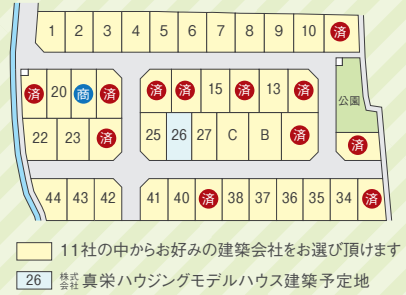 1 2 3 4 5 6 7 8 9 10 済
済 20 商 済 済 済 15 済 13 済 公園
22 23 済 25 26 27 C B 済 済
44 43 42 41 40 済 38 37 36 35 34 済
11社の中からお好みの建築会社をお選び頂けます
26 株式会社 真栄ハウジングモデルハウス建築予定地